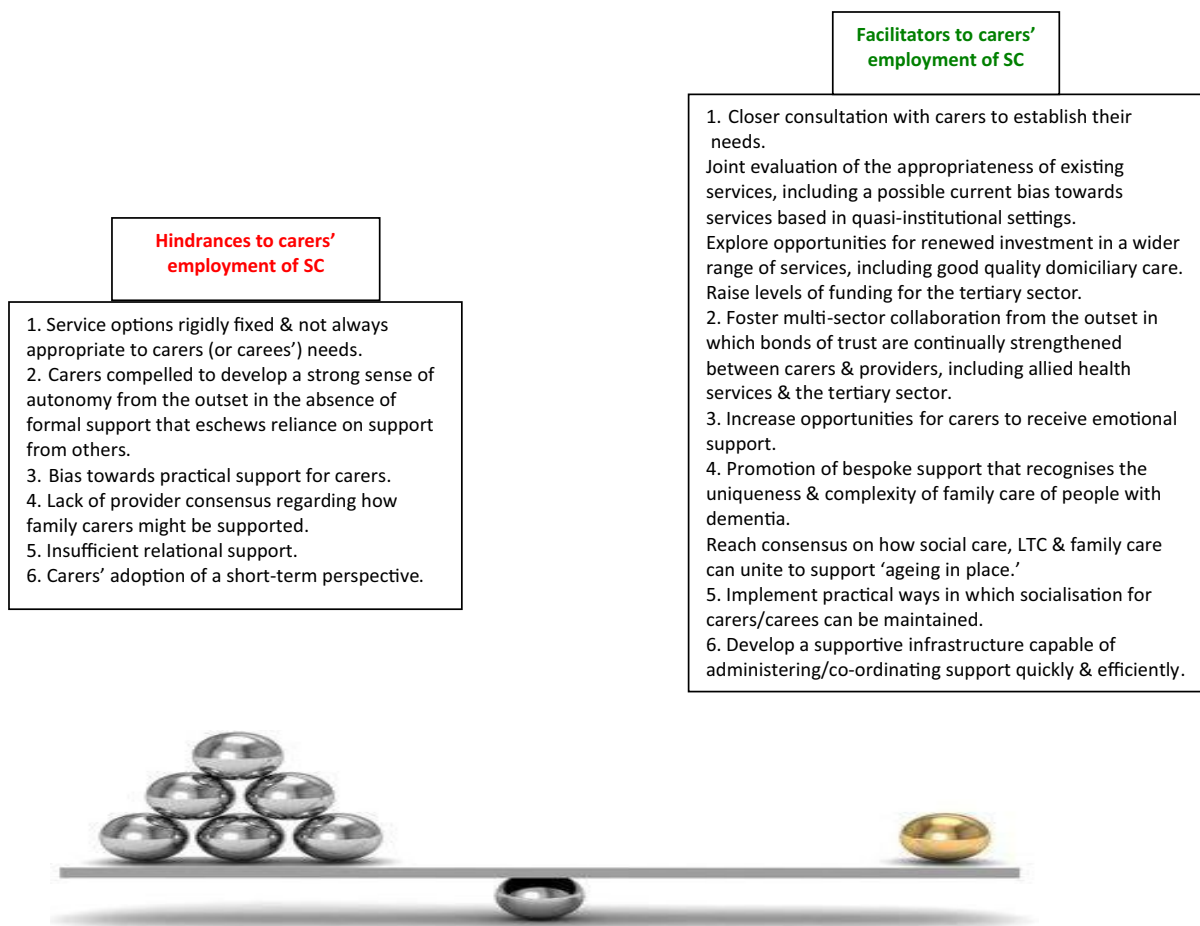 Facilitators to carers’
employment of SC
1. Closer consultation with carers to establish their
needs.
Joint evaluation of the appropriateness of existing
services, including a possible current bias towards
services based in quasi-institutional settings.
Explore opportunities for renewed investment in a wider
range of services, including good quality domiciliary care.
Raise levels of funding for the tertiary sector.
2. Foster multi-sector collaboration from the outset in
which bonds of trust are continually strengthened
between carers & providers, including allied health
services & the tertiary sector.
3. Increase opportunities for carers to receive emotional
support.
4. Promotion of bespoke support that recognises the
uniqueness & complexity of family care of people with
dementia.
Reach consensus on how social care, LTC & family care
can unite to support ‘ageing in place.’
5. Implement practical ways in which socialisation for
carers/carees can be maintained.
6. Develop a supportive infrastructure capable of
administering/co-ordinating support quickly & efficiently.
Hindrances to carers’
employment of SC
1. Service options rigidly fixed & not always
appropriate to carers (or carees’) needs.
2. Carers compelled to develop a strong sense of
autonomy from the outset in the absence of
formal support that eschews reliance on support
from others.
3. Bias towards practical support for carers.
4. Lack of provider consensus regarding how
family carers might be supported.
5. Insufficient relational support.
6. Carers’ adoption of a short-term perspective.